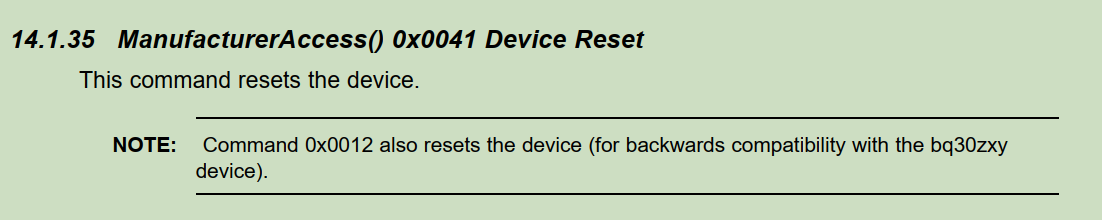 14.1.35 ManufacturerAccess() 0x0041 Device Reset
This command resets the device.
NOTE: Command 0x0012 also resets the device (for backwards compatibility with the bq30zxy
device).